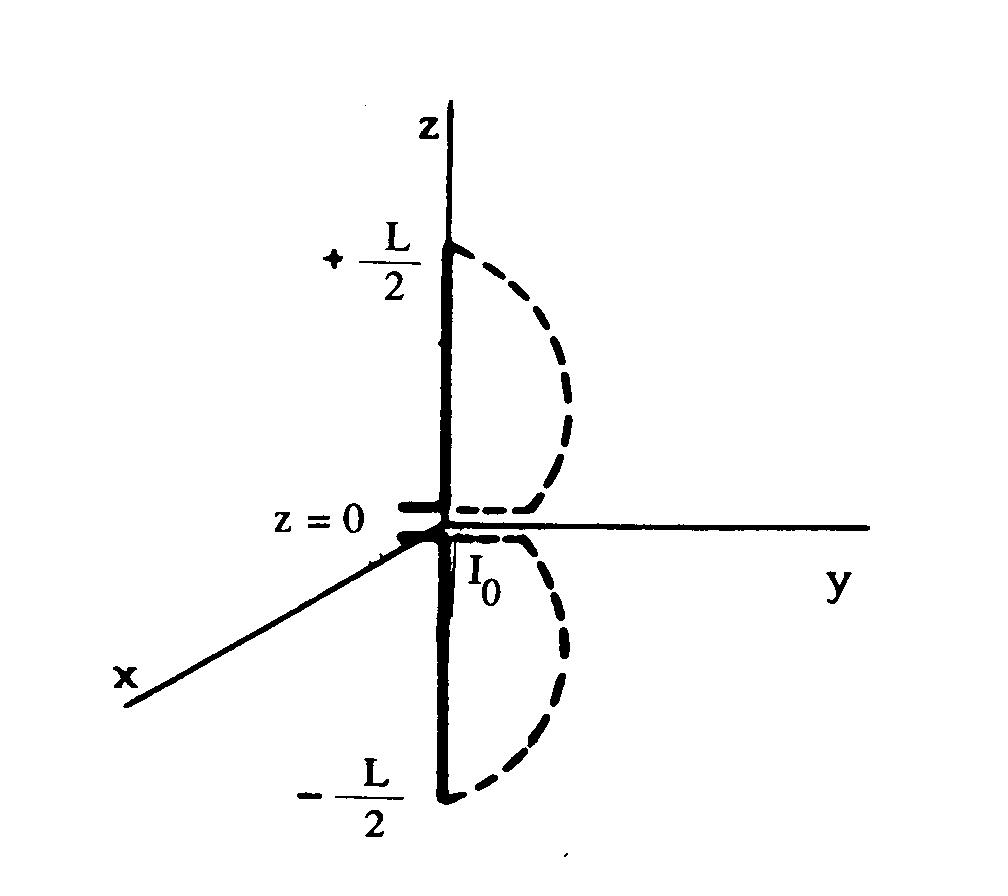 z
+ L/2
z = 0
I₀
y
x
- L/2